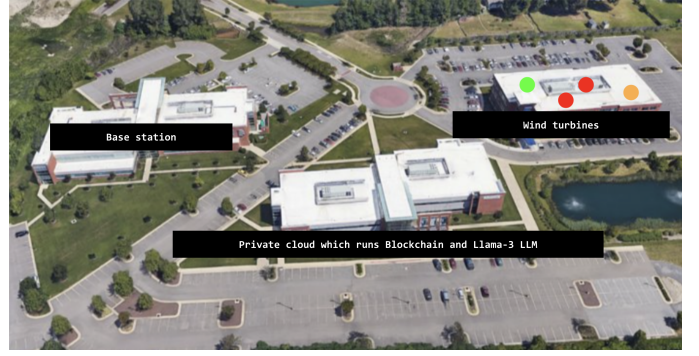 Wind turbines
Base station
Private cloud which runs Blockchain and Llama-3 LLM